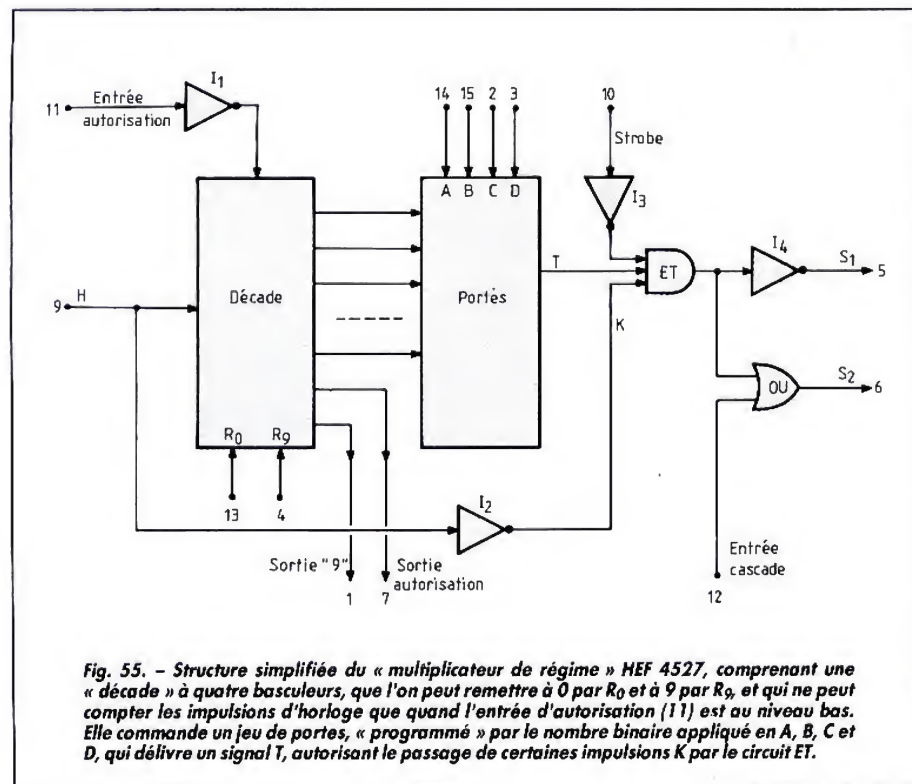 I1
11 Entrée autorisation
14 15 2 3 10
Strobe
A B C D
I3
I4
S1
5
T
ET
9 H
Décade
Portés
K
S2
OU
6
R0 R9
I2
13 4
Sortie "9"
Sortie autorisation
1 7
Entrée cascade
12
Fig. 55. – Structure simplifiée du « multiplicateur de régime » HEF 4527, comprenant une
« décade » à quatre basculeurs, que l'on peut remettre à 0 par R0 et à 9 par R9, et qui ne peut
compter les impulsions d'horloge que quand l'entrée d'autorisation (11) est au niveau bas.
Elle commande un jeu de portes, « programmé » par le nombre binaire appliqué en A, B, C et
D, qui délivre un signal T, autorisant le passage de certaines impulsions K par le circuit ET.